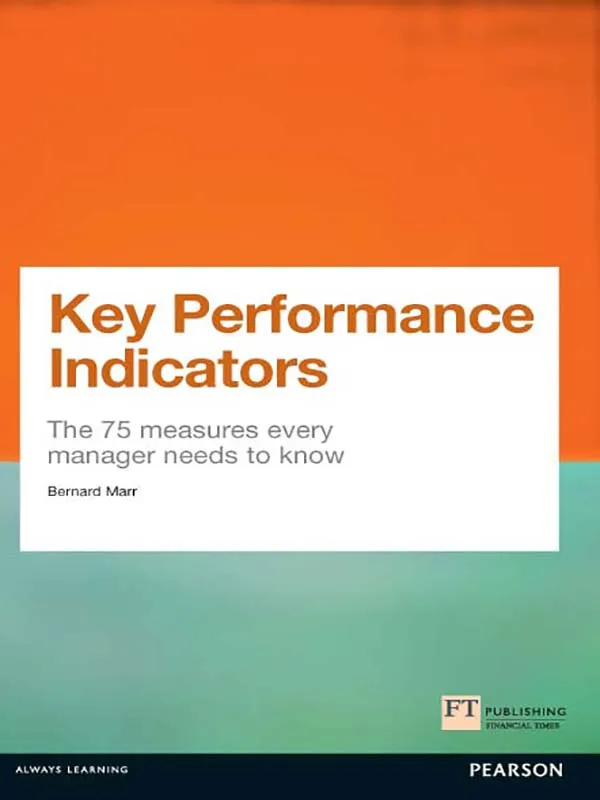 Key Performance
Indicators
The 75 measures every
manager needs to know
Bernard Marr
FT PUBLISHING
FINANCIAL TIMES
ALWAYS LEARNING
PEARSON